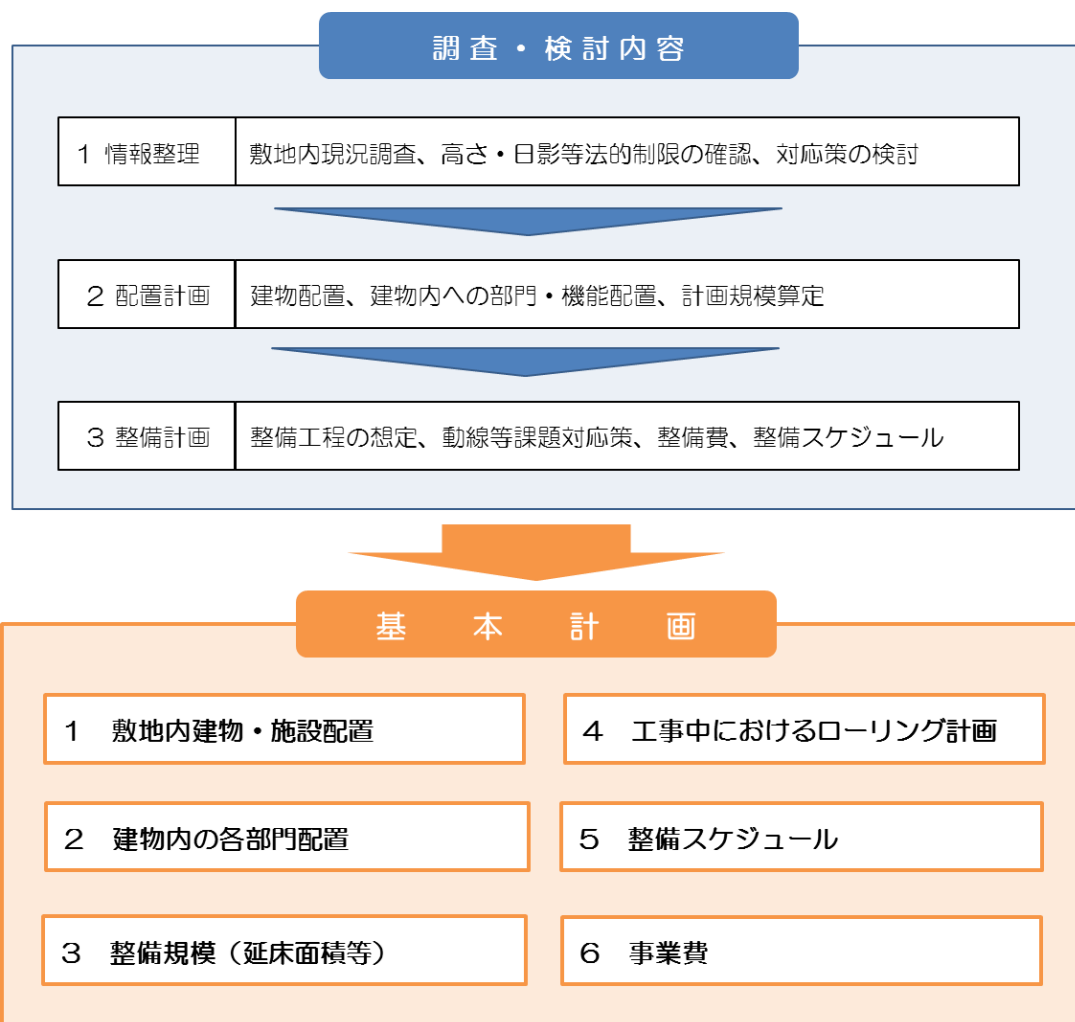 調査・検討内容
1 情報整理 敷地内現況調査、高さ・日影等法的制限の確認、対応策の検討
2 配置計画 建物配置、建物内への部門・機能配置、計画規模算定
3 整備計画 整備工程の想定、動線等課題対応策、整備費、整備スケジュール
基本計画
1 敷地内建物・施設配置
2 建物内の各部門配置
3 整備規模（延床面積等）
4 工事中におけるローリング計画
5 整備スケジュール
6 事業費